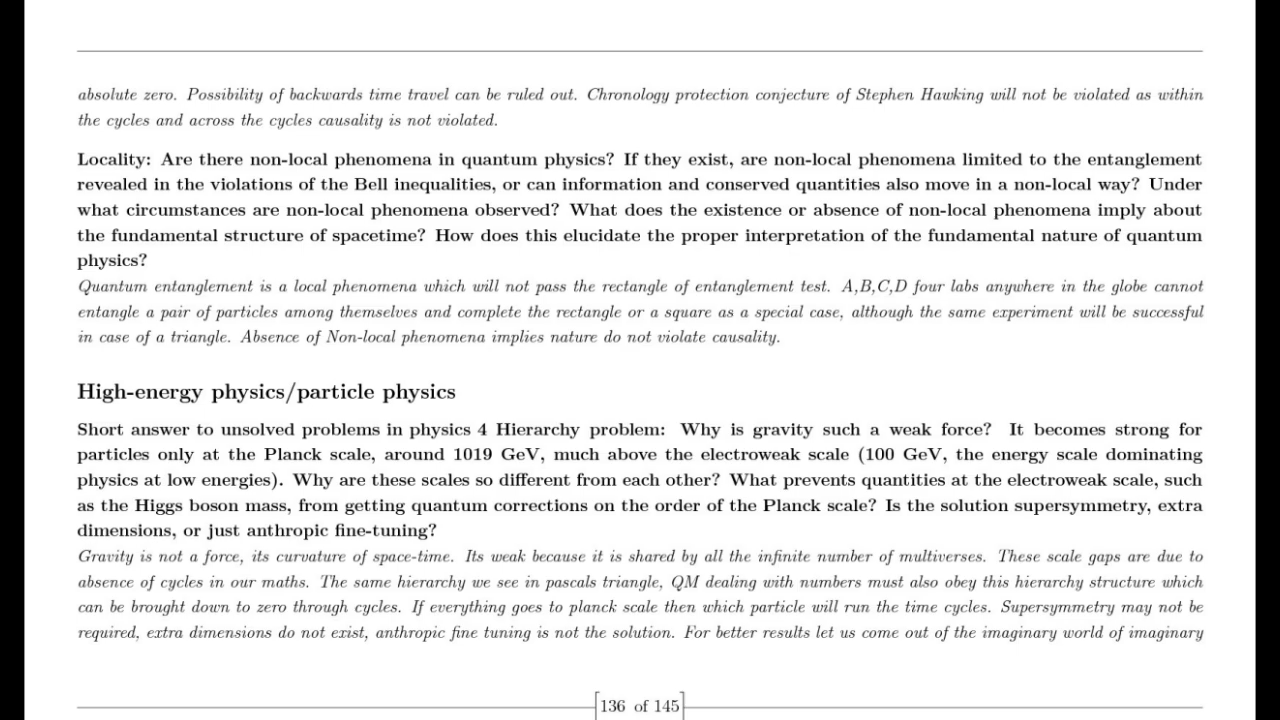 absolute zero. Possibility of backwards time travel can be ruled out. Chronology protection conjecture of Stephen Hawking will not be violated as within
the cycles and across the cycles causality is not violated.
Locality: Are there non-local phenomena in quantum physics? If they exist, are non-local phenomena limited to the entanglement
revealed in the violations of the Bell inequalities, or can information and conserved quantities also move in a non-local way? Under
what circumstances are non-local phenomena observed? What does the existence or absence of non-local phenomena imply about
the fundamental structure of spacetime? How does this elucidate the proper interpretation of the fundamental nature of quantum
physics?
Quantum entanglement is a local phenomena which will not pass the rectangle of entanglement test. A,B,C,D four labs anywhere in the globe cannot
entangle a pair of particles among themselves and complete the rectangle or a square as a special case, although the same experiment will be successful
in case of a triangle. Absence of Non-local phenomena implies nature do not violate causality.
High-energy physics/particle physics
Short answer to unsolved problems in physics 4 Hierarchy problem: Why is gravity such a weak force? It becomes strong for
particles only at the Planck scale, around 1019 GeV, much above the electroweak scale (100 GeV, the energy scale dominating
physics at low energies). Why are these scales so different from each other? What prevents quantities at the electroweak scale, such
as the Higgs boson mass, from getting quantum corrections on the order of the Planck scale? Is the solution supersymmetry, extra
dimensions, or just anthropic fine-tuning?
Gravity is not a force, its curvature of space-time. Its weak because it is shared by all the infinite number of multiverses. These scale gaps are due to
absence of cycles in our maths. The same hierarchy we see in pascals triangle, QM dealing with numbers must also obey this hierarchy structure which
can be brought down to zero through cycles. If everything goes to planck scale then which particle will run the time cycles. Supersymmetry may not be
required, extra dimensions do not exist, anthropic fine tuning is not the solution. For better results let us come out of the imaginary world of imaginary
136 of 145